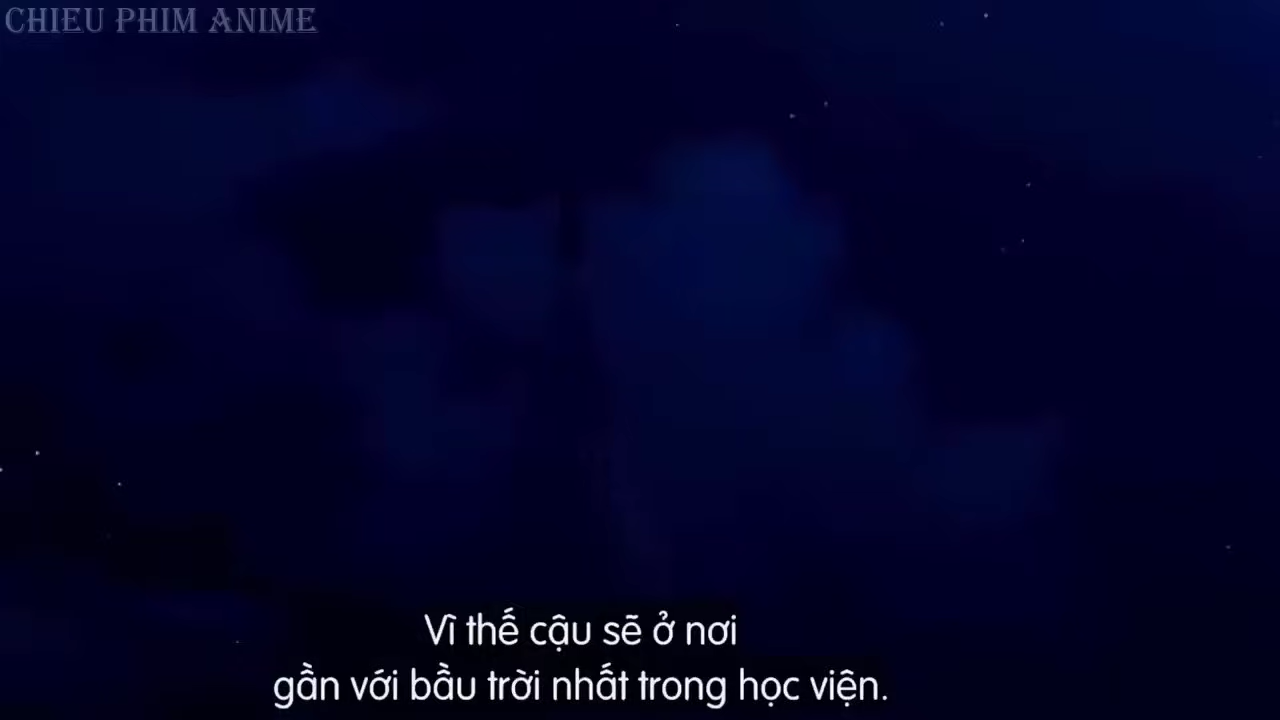 CHIEU PHIM ANIME
Vì thế cậu sẽ ở nơi
gần với bầu trời nhất trong học viện.